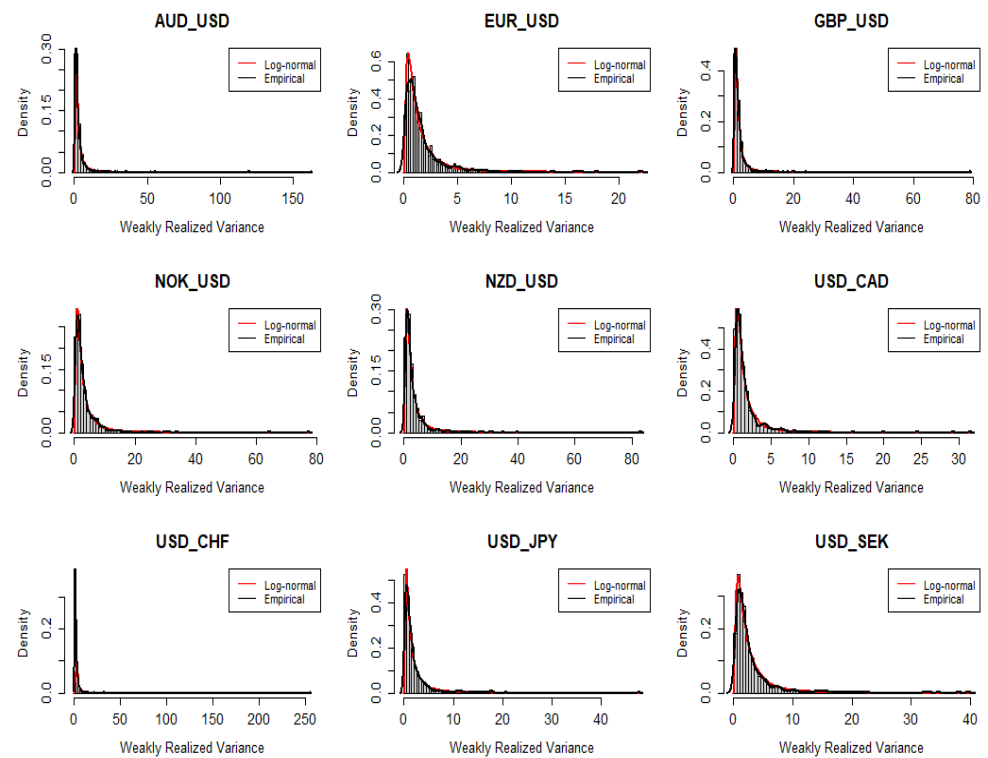 AUD_USD
Density
0.00 0.15 0.30
Log-normal
Empirical
0 50 100 150
Weakly Realized Variance
EUR_USD
Density
0.0 0.2 0.4 0.6
Log-normal
Empirical
0 5 10 15 20
Weakly Realized Variance
GBP_USD
Density
0.0 0.2 0.4
Log-normal
Empirical
0 20 40 60 80
Weakly Realized Variance
NOK_USD
Density
0.00 0.15
Log-normal
Empirical
0 20 40 60 80
Weakly Realized Variance
NZD_USD
Density
0.00 0.15 0.30
Log-normal
Empirical
0 20 40 60 80
Weakly Realized Variance
USD_CAD
Density
0.0 0.2 0.4
Log-normal
Empirical
0 5 10 15 20 25 30
Weakly Realized Variance
USD_CHF
Density
0.0 0.2
Log-normal
Empirical
0 50 100 150 200 250
Weakly Realized Variance
USD_JPY
Density
0.0 0.2 0.4
Log-normal
Empirical
0 10 20 30 40
Weakly Realized Variance
USD_SEK
Density
0.0 0.2
Log-normal
Empirical
0 10 20 30 40
Weakly Realized Variance